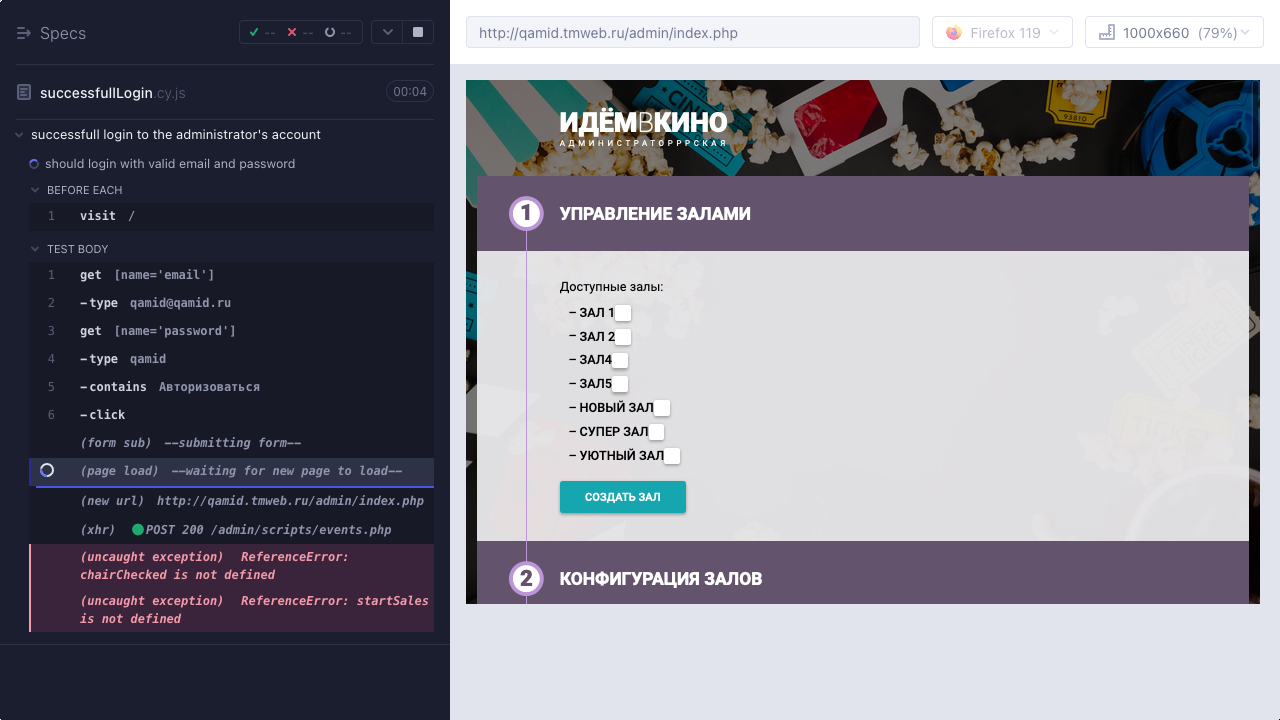 Specs
-- -- --
successfullLogin.cy.js
00:04
successfull login to the administrator's account
should login with valid email and password
BEFORE EACH
1 visit /
TEST BODY
1 get [name='email']
2 -type qamid@qamid.ru
3 get [name='password']
4 -type qamid
5 -contains Авторизоваться
6 -click
(form sub) --submitting form--
(page load) --waiting for new page to load--
(new url) http://qamid.tmweb.ru/admin/index.php
(xhr) POST 200 /admin/scripts/events.php
(uncaught exception) ReferenceError:
chairChecked is not defined
(uncaught exception) ReferenceError: startSales
is not defined
http://qamid.tmweb.ru/admin/index.php
Firefox 119
1000x660 (79%)
ИДЁМВКИНО
АДМИНИСТРАТОРРРСКАЯ
1 УПРАВЛЕНИЕ ЗАЛАМИ
Доступные залы:
– ЗАЛ 1
– ЗАЛ 2
– ЗАЛ4
– ЗАЛ5
– НОВЫЙ ЗАЛ
– СУПЕР ЗАЛ
– УЮТНЫЙ ЗАЛ
СОЗДАТЬ ЗАЛ
2 КОНФИГУРАЦИЯ ЗАЛОВ